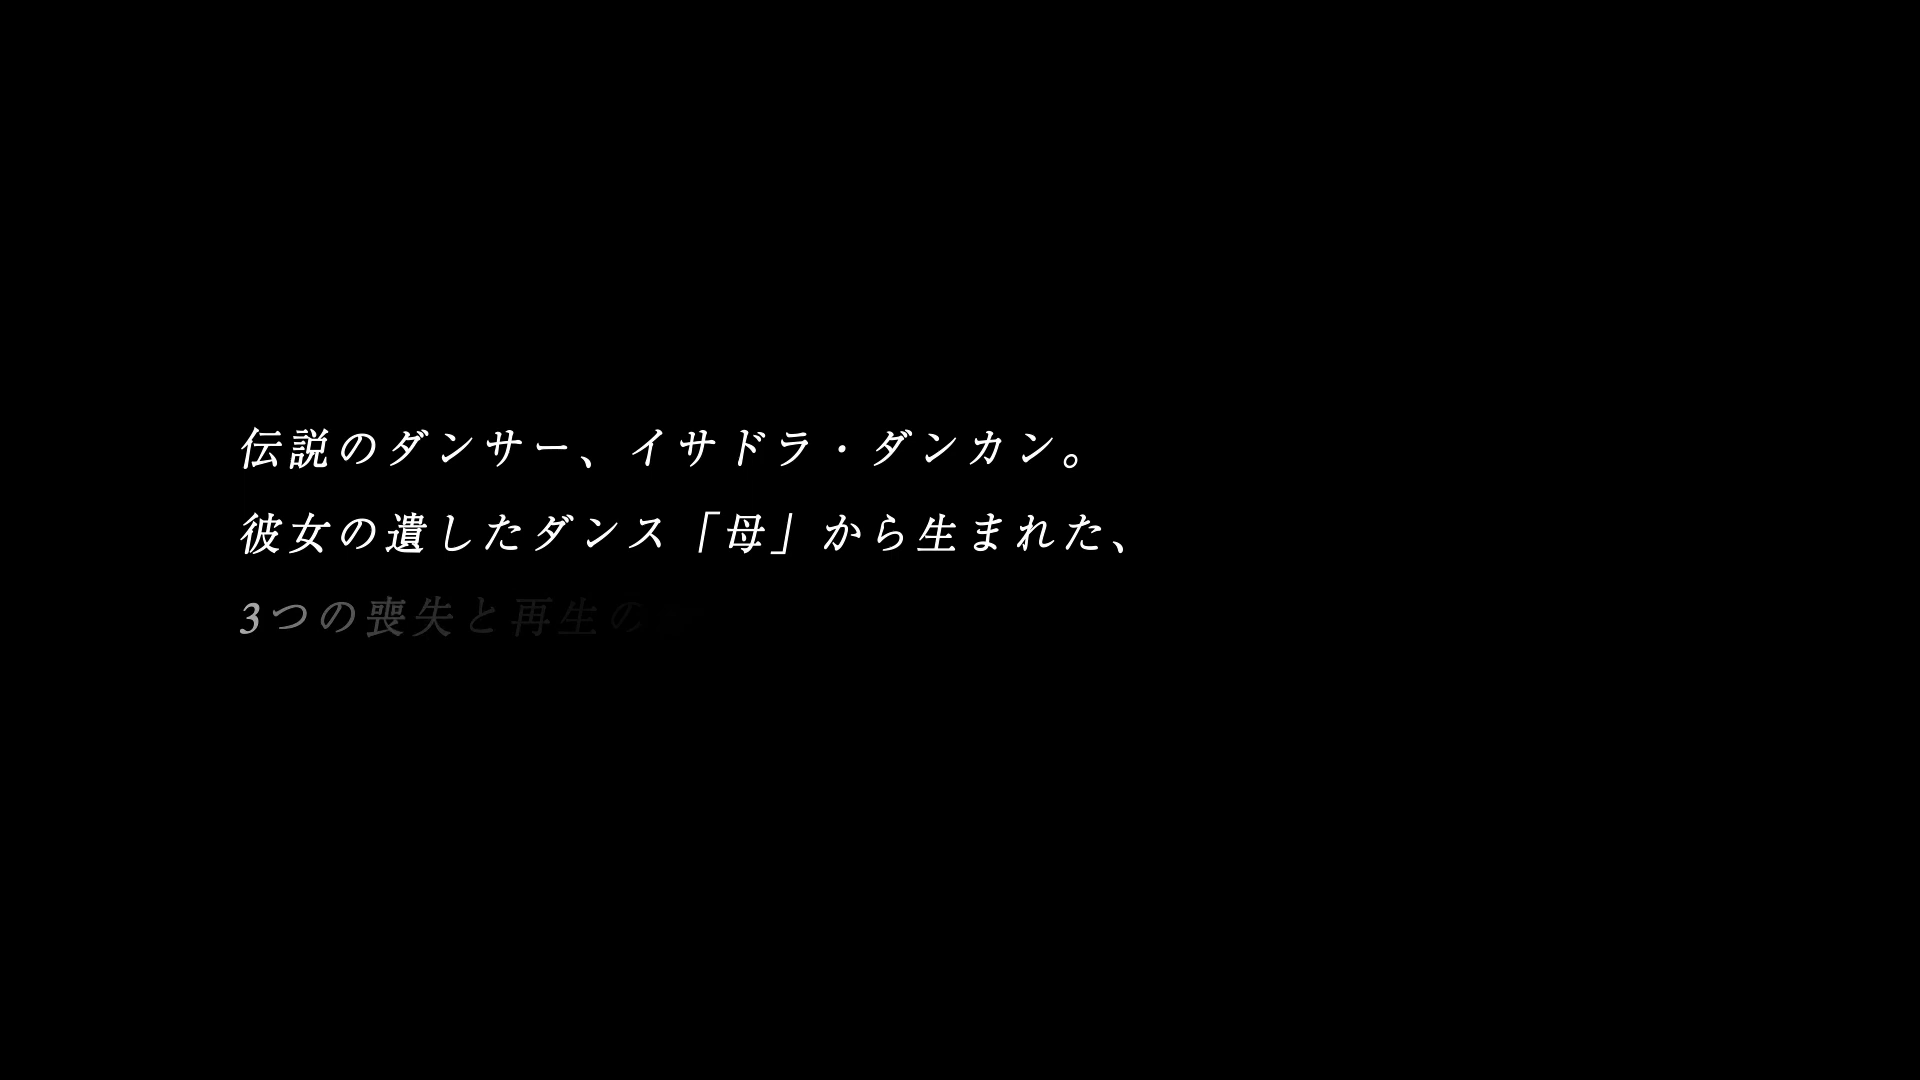 伝説のダンサー、イサドラ・ダンカン。
彼女の遺したダンス「母」から生まれた、
3つの喪失と再生の